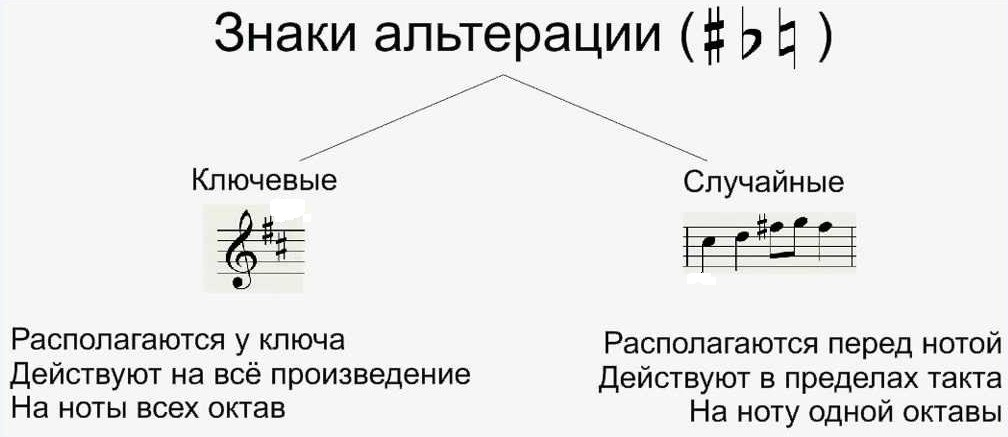 Знаки альтерации (♯ ♭ ♮ )
Ключевые
Случайные
Располагаются у ключа
Действуют на всё произведение
На ноты всех октав
Располагаются перед нотой
Действуют в пределах такта
На ноту одной октавы